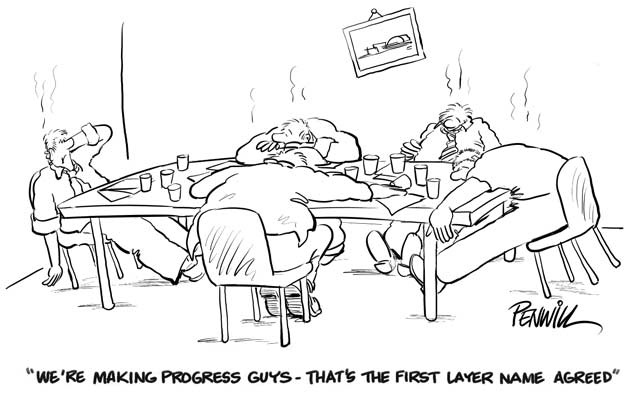 PENWILL
"WE'RE MAKING PROGRESS GUYS - THAT'S THE FIRST LAYER NAME AGREED"